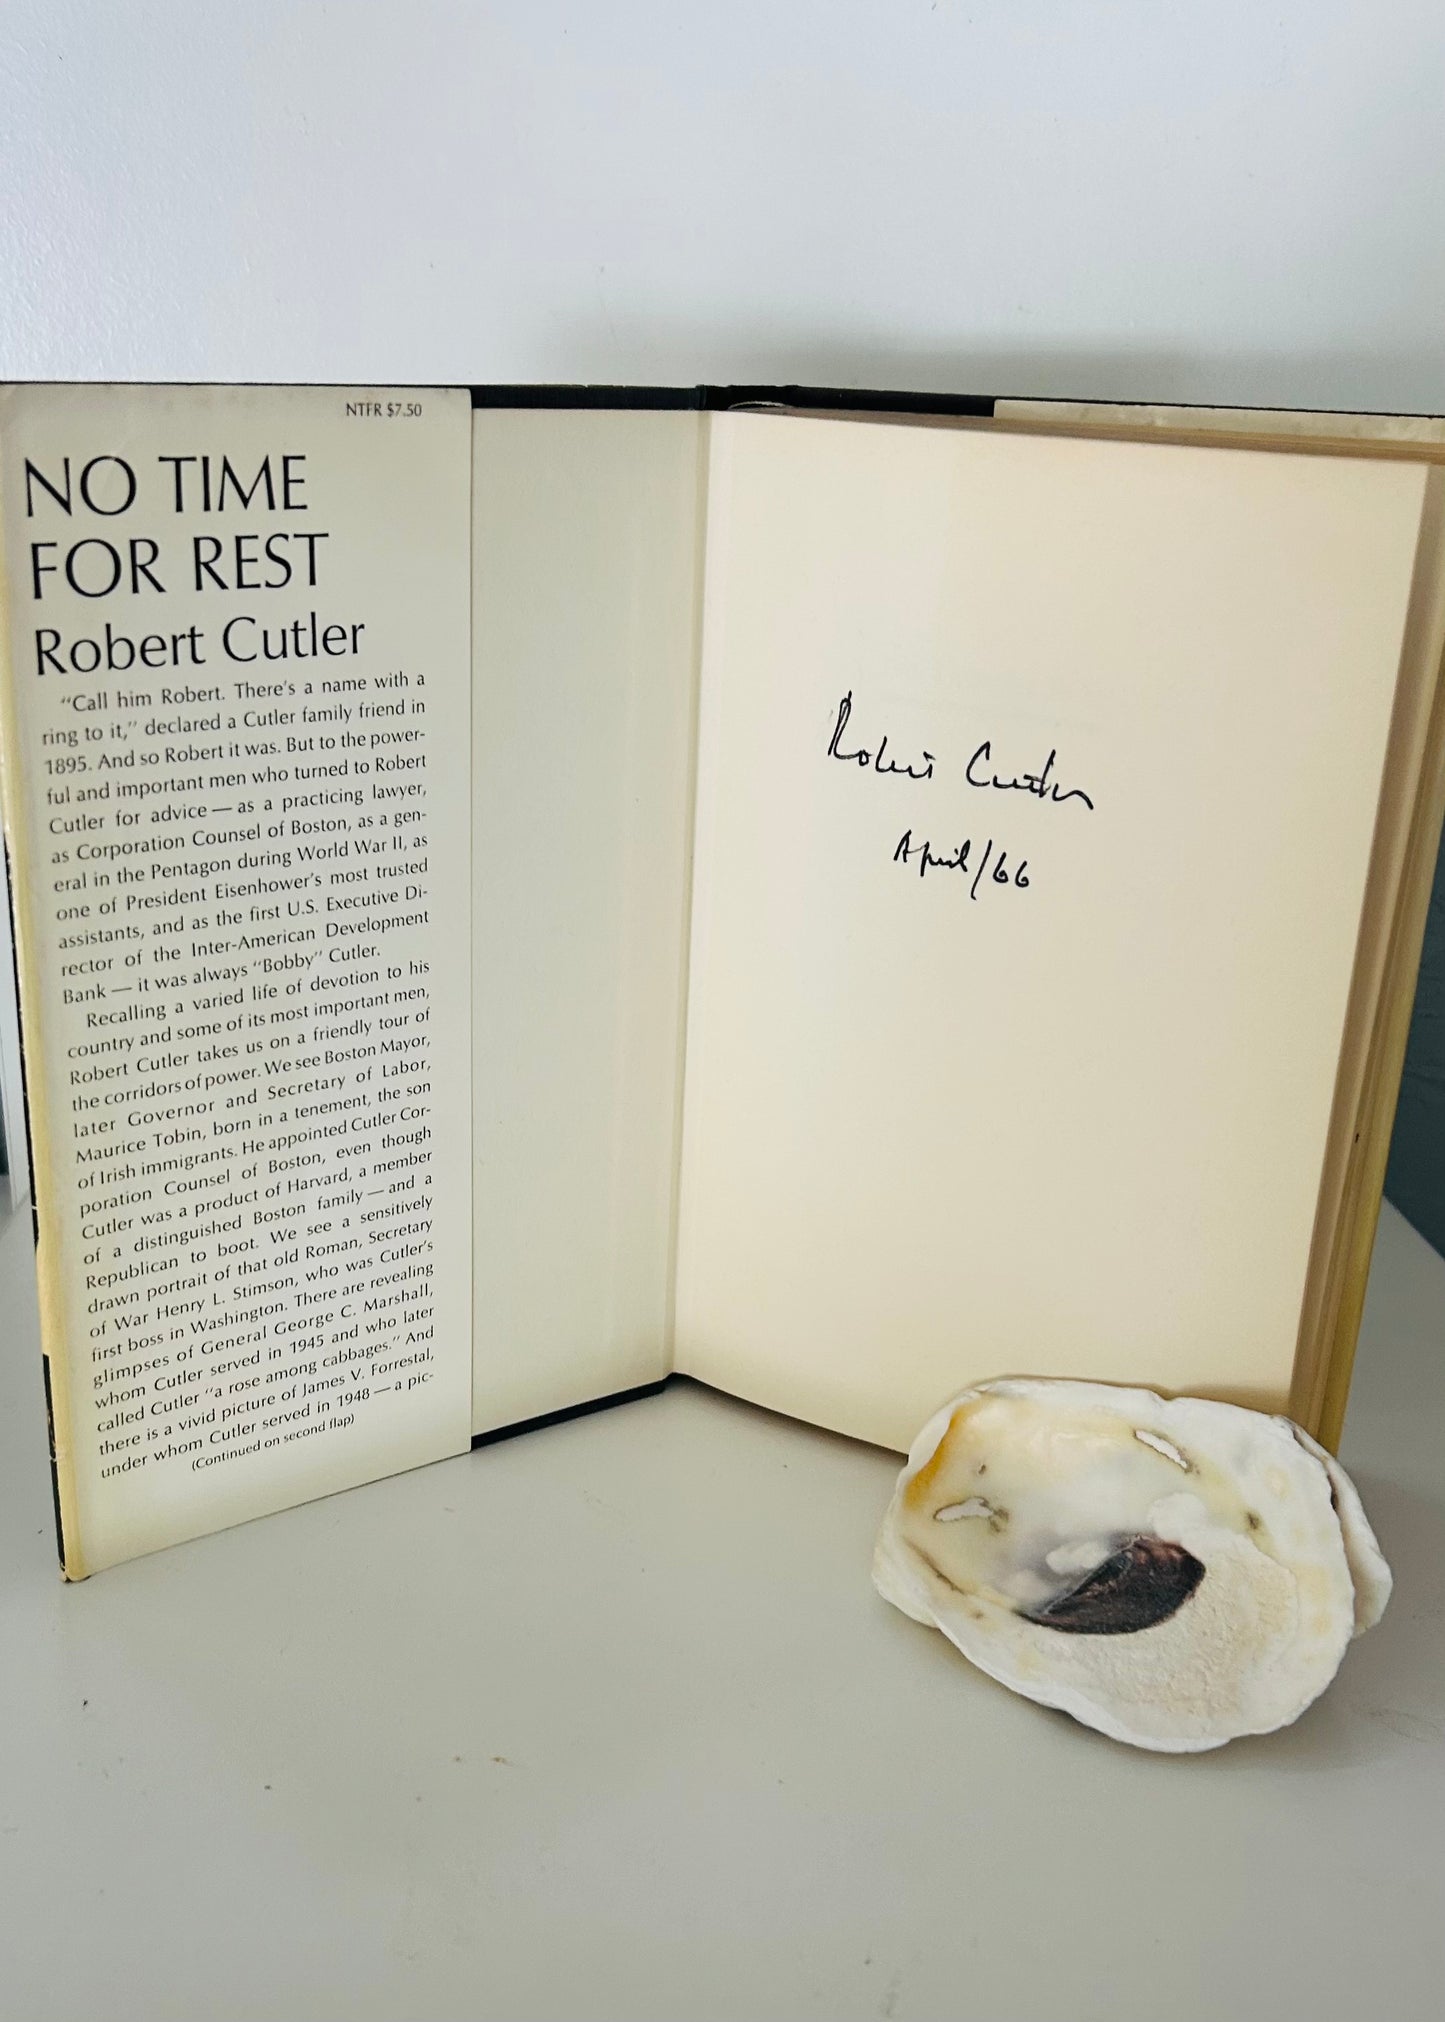 NTFR $7.50
NO TIME
FOR REST
Robert Cutler
"Call him Robert. There's a name with a
ring to it," declared a Cutler family friend in
1895. And so Robert it was. But to the power-
ful and important men who turned to Robert
Cutler for advice — as a practicing lawyer,
as Corporation Counsel of Boston, as a gen-
eral in the Pentagon during World War II, as
one of President Eisenhower's most trusted
assistants, and as the first U.S. Executive Di-
rector of the Inter-American Development
Bank — it was always "Bobby" Cutler.
Recalling a varied life of devotion to his
country and some of its most important men,
Robert Cutler takes us on a friendly tour of
the corridors of power. We see Boston Mayor,
later Governor and Secretary of Labor,
Maurice Tobin, born in a tenement, the son
of Irish immigrants. He appointed Cutler Cor-
poration Counsel of Boston, even though
Cutler was a product of Harvard, a member
of a distinguished Boston family — and a
Republican to boot. We see a sensitively
drawn portrait of that old Roman, Secretary
of War Henry L. Stimson, who was Cutler's
first boss in Washington. There are revealing
glimpses of General George C. Marshall,
whom Cutler served in 1945 and who later
called Cutler "a rose among cabbages." And
there is a vivid picture of James V. Forrestal,
under whom Cutler served in 1948 — a pic-
(Continued on second flap)
Robert Cutler
April/66